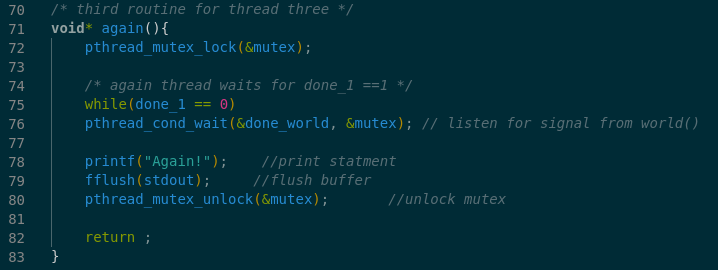 70 /* third routine for thread three */
71 void* again(){
72 pthread_mutex_lock(&mutex);
73
74 /* again thread waits for done_1 ==1 */
75 while(done_1 == 0)
76 pthread_cond_wait(&done_world, &mutex); // listen for signal from world()
77
78 printf("Again!"); //print statment
79 fflush(stdout); //flush buffer
80 pthread_mutex_unlock(&mutex); //unlock mutex
81
82 return ;
83 }